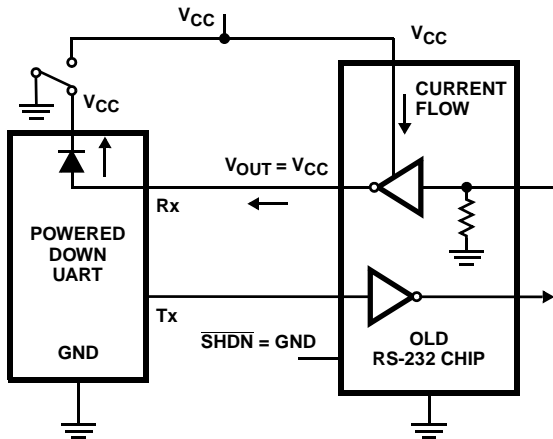 VCC
VCC
VCC
CURRENT
FLOW
VOUT = VCC
Rx
POWERED
DOWN
UART
Tx
GND
SHDN = GND
OLD
RS-232 CHIP